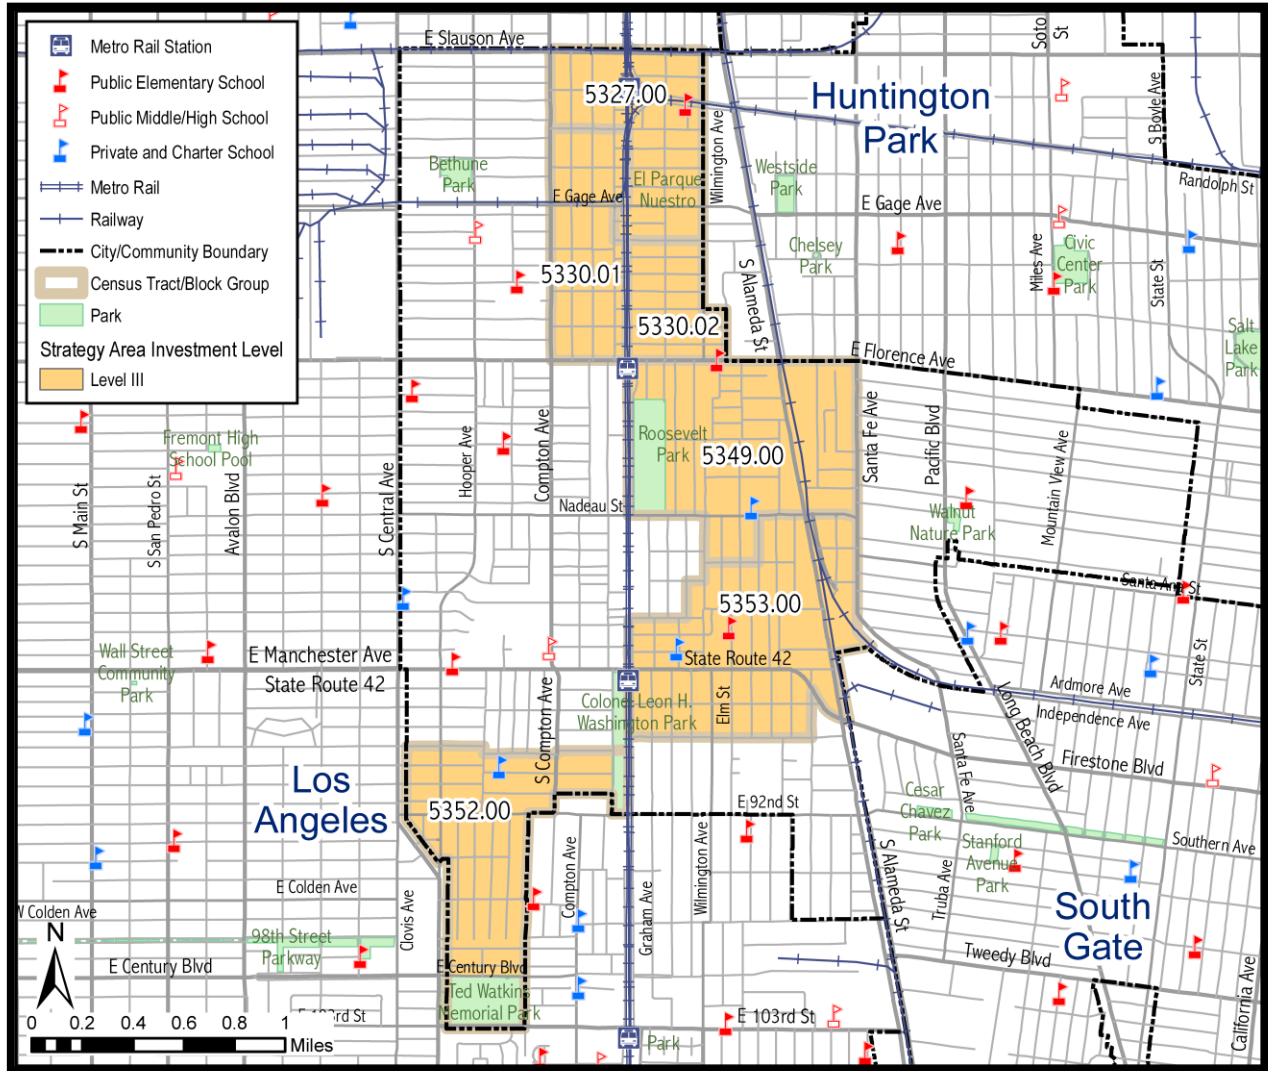 Metro Rail Station
Public Elementary School
Public Middle/High School
Private and Charter School
Metro Rail
Railway
City/Community Boundary
Census Tract/Block Group
Park
Strategy Area Investment Level
Level III
E Slauson Ave
Soto
St
S Boyle Ave
5327.00
Huntington
Park
Wilmington Ave
Bethune
Park
El Parque
Nuestro
Westside
Park
Randolph St
E Gage Ave
E Gage Ave
Chelsey
Park
Miles Ave
Civic
Center
Park
State St
5330.01
S Alameda St
5330.02
Salt
Lake
Park
E Florence Ave
Fremont High
School Pool
S Main St
S San Pedro St
Avalon Blvd
S Central Ave
Hooper Ave
Compton Ave
Roosevelt
Park
5349.00
Santa Fe Ave
Pacific Blvd
Mountain View Ave
Nadeau St
Walnut
Nature Park
Santa Ana St
5353.00
Wall Street
Community
Park
E Manchester Ave
State Route 42
State Route 42
State St
Ardmore Ave
Independence Ave
Colonel Leon H.
Washington Park
Elm St
S Compton Ave
Long Beach Blvd
Santa Fe Ave
Firestone Blvd
Los
Angeles
5352.00
E 92nd St
Cesar
Chavez
Park
Southern Ave
Stanford
Avenue
Park
Wilmington Ave
S Alameda St
Truba Ave
Compton Ave
Graham Ave
E Colden Ave
Clovis Ave
W Colden Ave
South
Gate
N
98th Street
Parkway
E Century Blvd
E Century Blvd
Tweedy Blvd
California Ave
Ted Watkins
Memorial Park
E 103rd St
E 103rd St
Park
0 0.2 0.4 0.6 0.8 1
Miles